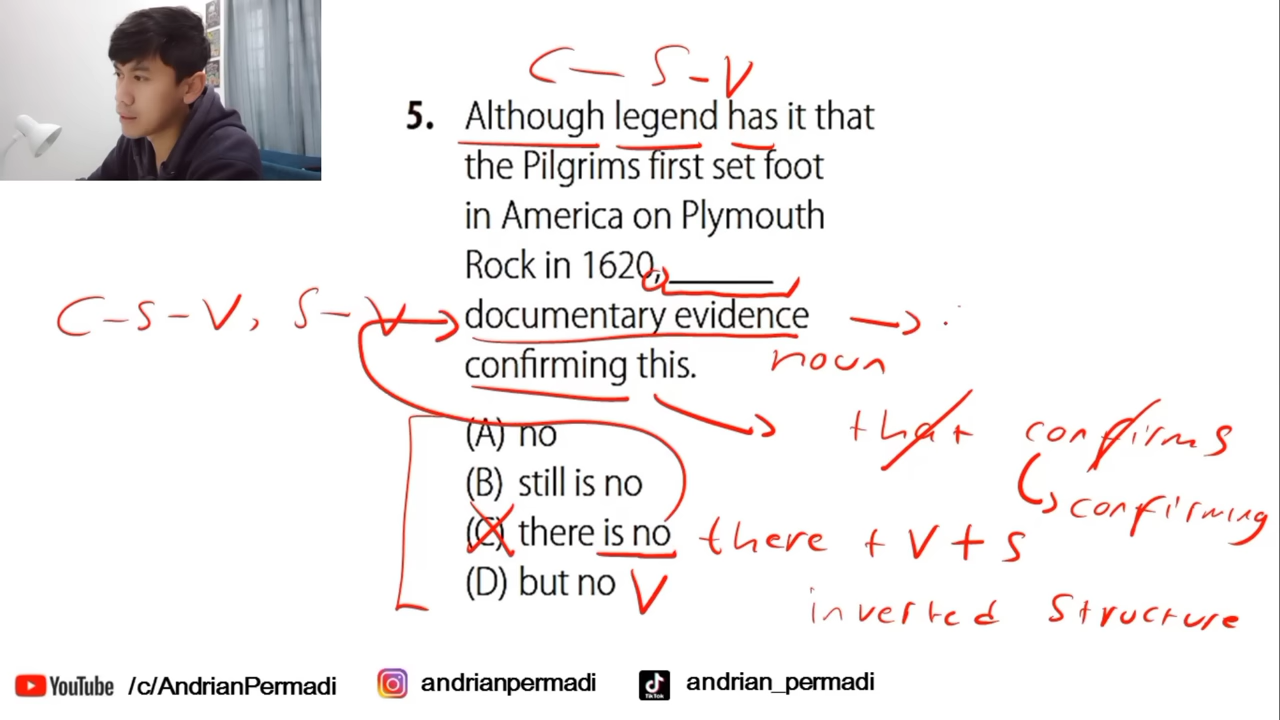 C – S – V
5. Although legend has it that
the Pilgrims first set foot
in America on Plymouth
Rock in 1620, ________
C – S – V, S – V → documentary evidence →
confirming this. noun
→ that confirms
confirming
(A) no
(B) still is no
(C) there is no there + V + S
(D) but no V
inverted structure
YouTube /c/AndrianPermadi andrianpermadi TikTok andrian_permadi